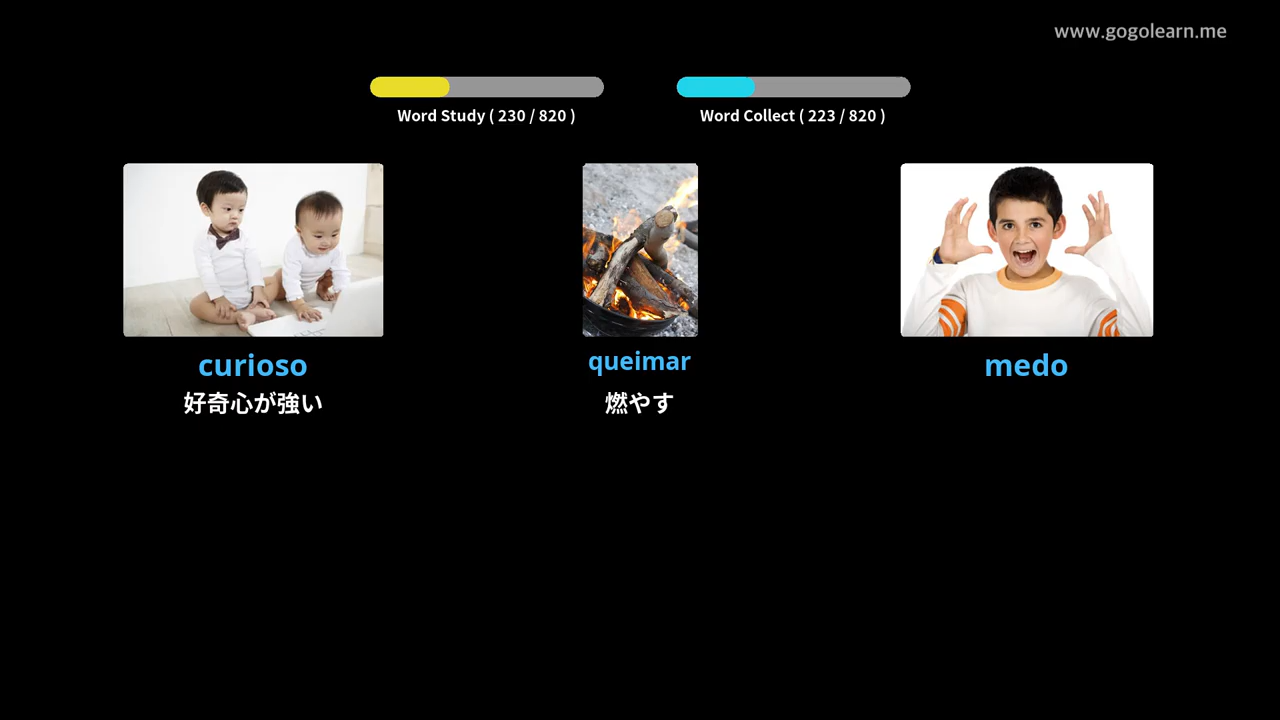 www.gogolearn.me
Word Study ( 230 / 820 )
Word Collect ( 223 / 820 )
curioso
好奇心が強い
queimar
燃やす
medo